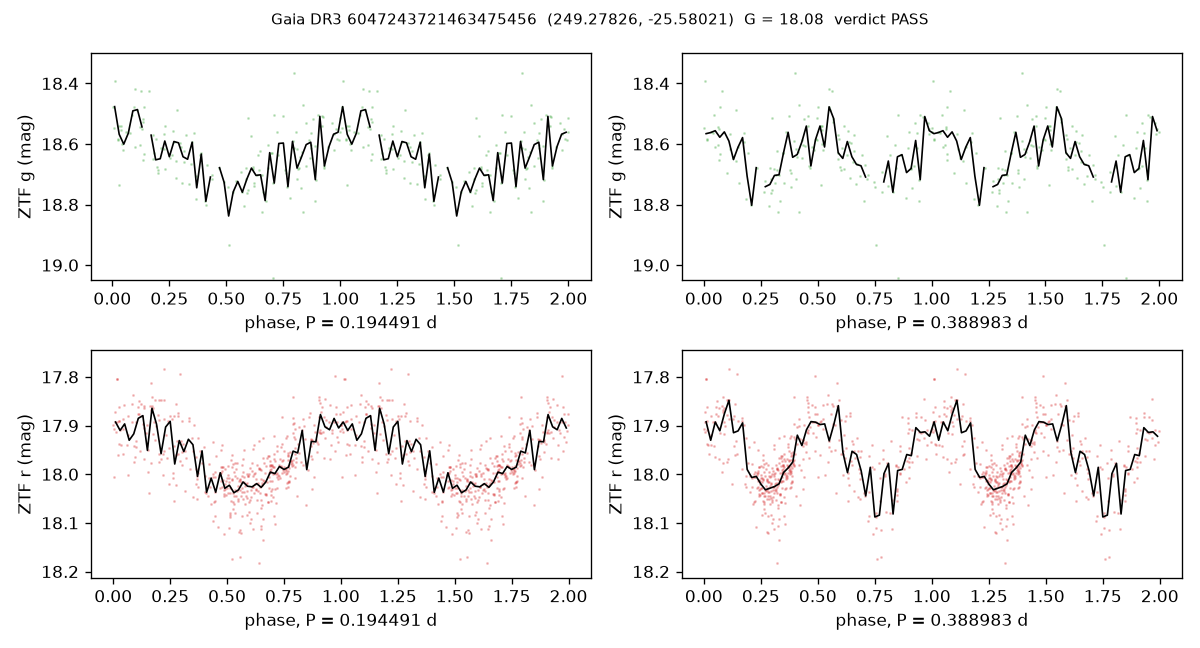 Gaia DR3 6047243721463475456  (249.27826, -25.58021)  G = 18.08  verdict PASS
ZTF g (mag)
18.4
18.6
18.8
19.0
0.00 0.25 0.50 0.75 1.00 1.25 1.50 1.75 2.00
phase, P = 0.194491 d
ZTF g (mag)
18.4
18.6
18.8
19.0
0.00 0.25 0.50 0.75 1.00 1.25 1.50 1.75 2.00
phase, P = 0.388983 d
ZTF r (mag)
17.8
17.9
18.0
18.1
18.2
0.00 0.25 0.50 0.75 1.00 1.25 1.50 1.75 2.00
phase, P = 0.194491 d
ZTF r (mag)
17.8
17.9
18.0
18.1
18.2
0.00 0.25 0.50 0.75 1.00 1.25 1.50 1.75 2.00
phase, P = 0.388983 d